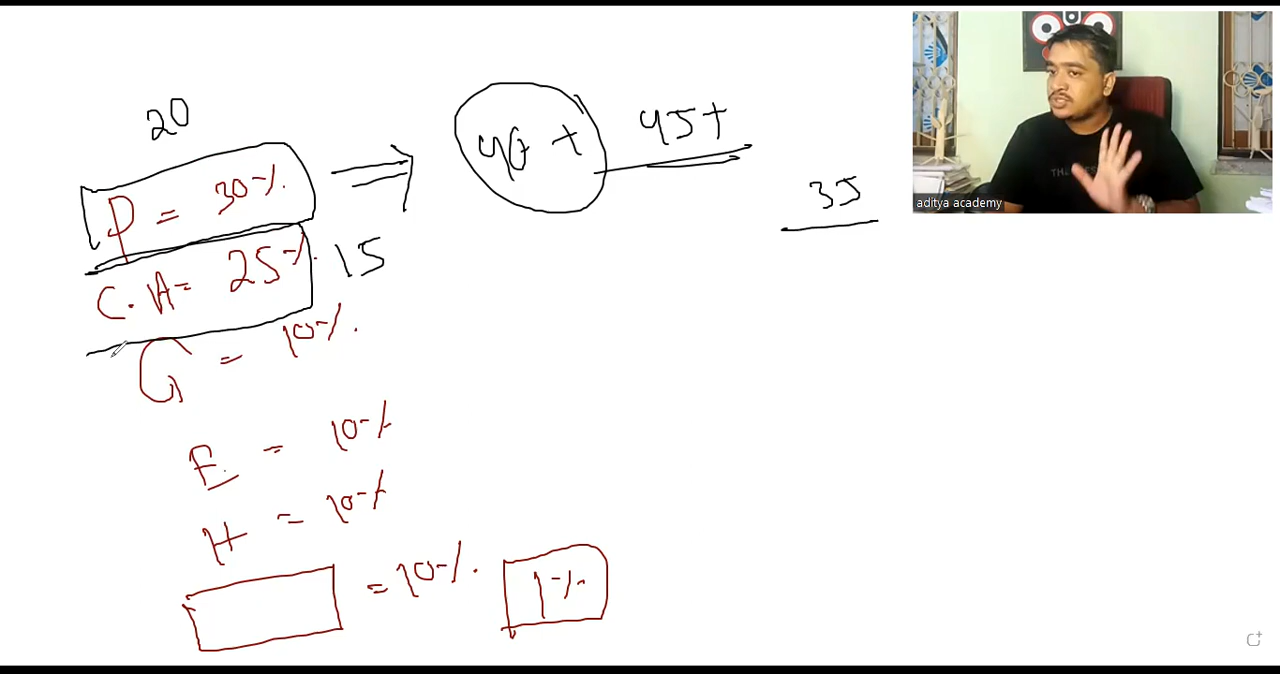 20
P = 30% ⇒ 40+ 45+
35
C.A = 25% 15
G = 10%
E = 10%
H = 10%
= 10% 1%
aditya academy